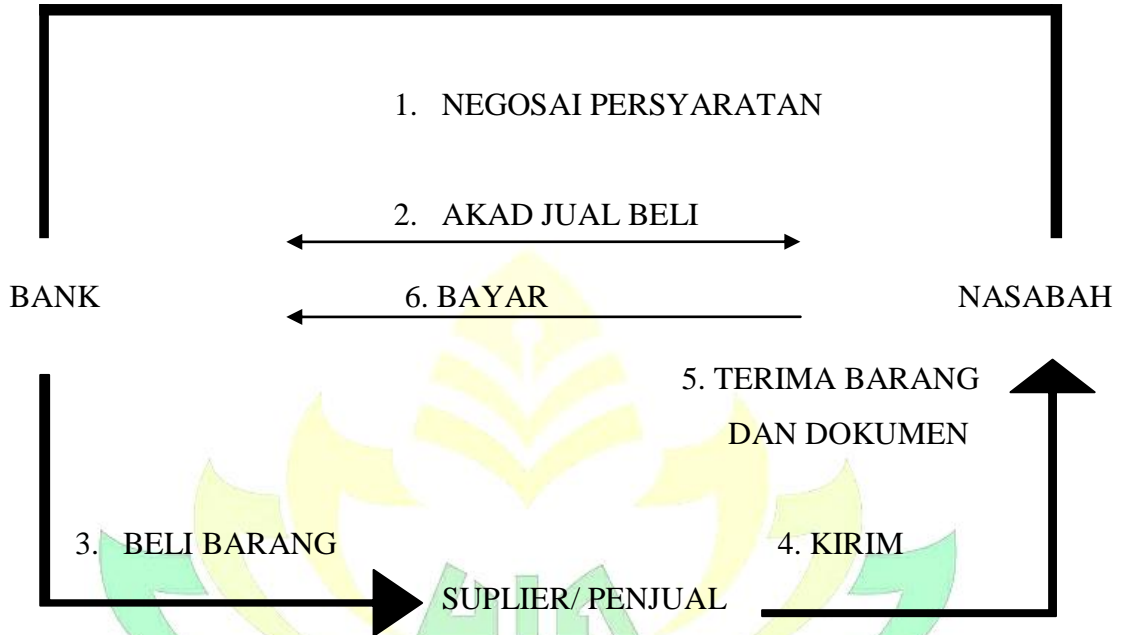 1. NEGOSAI PERSYARATAN
2. AKAD JUAL BELI
BANK
6. BAYAR
NASABAH
5. TERIMA BARANG
DAN DOKUMEN
3. BELI BARANG
4. KIRIM
SUPLIER/ PENJUAL